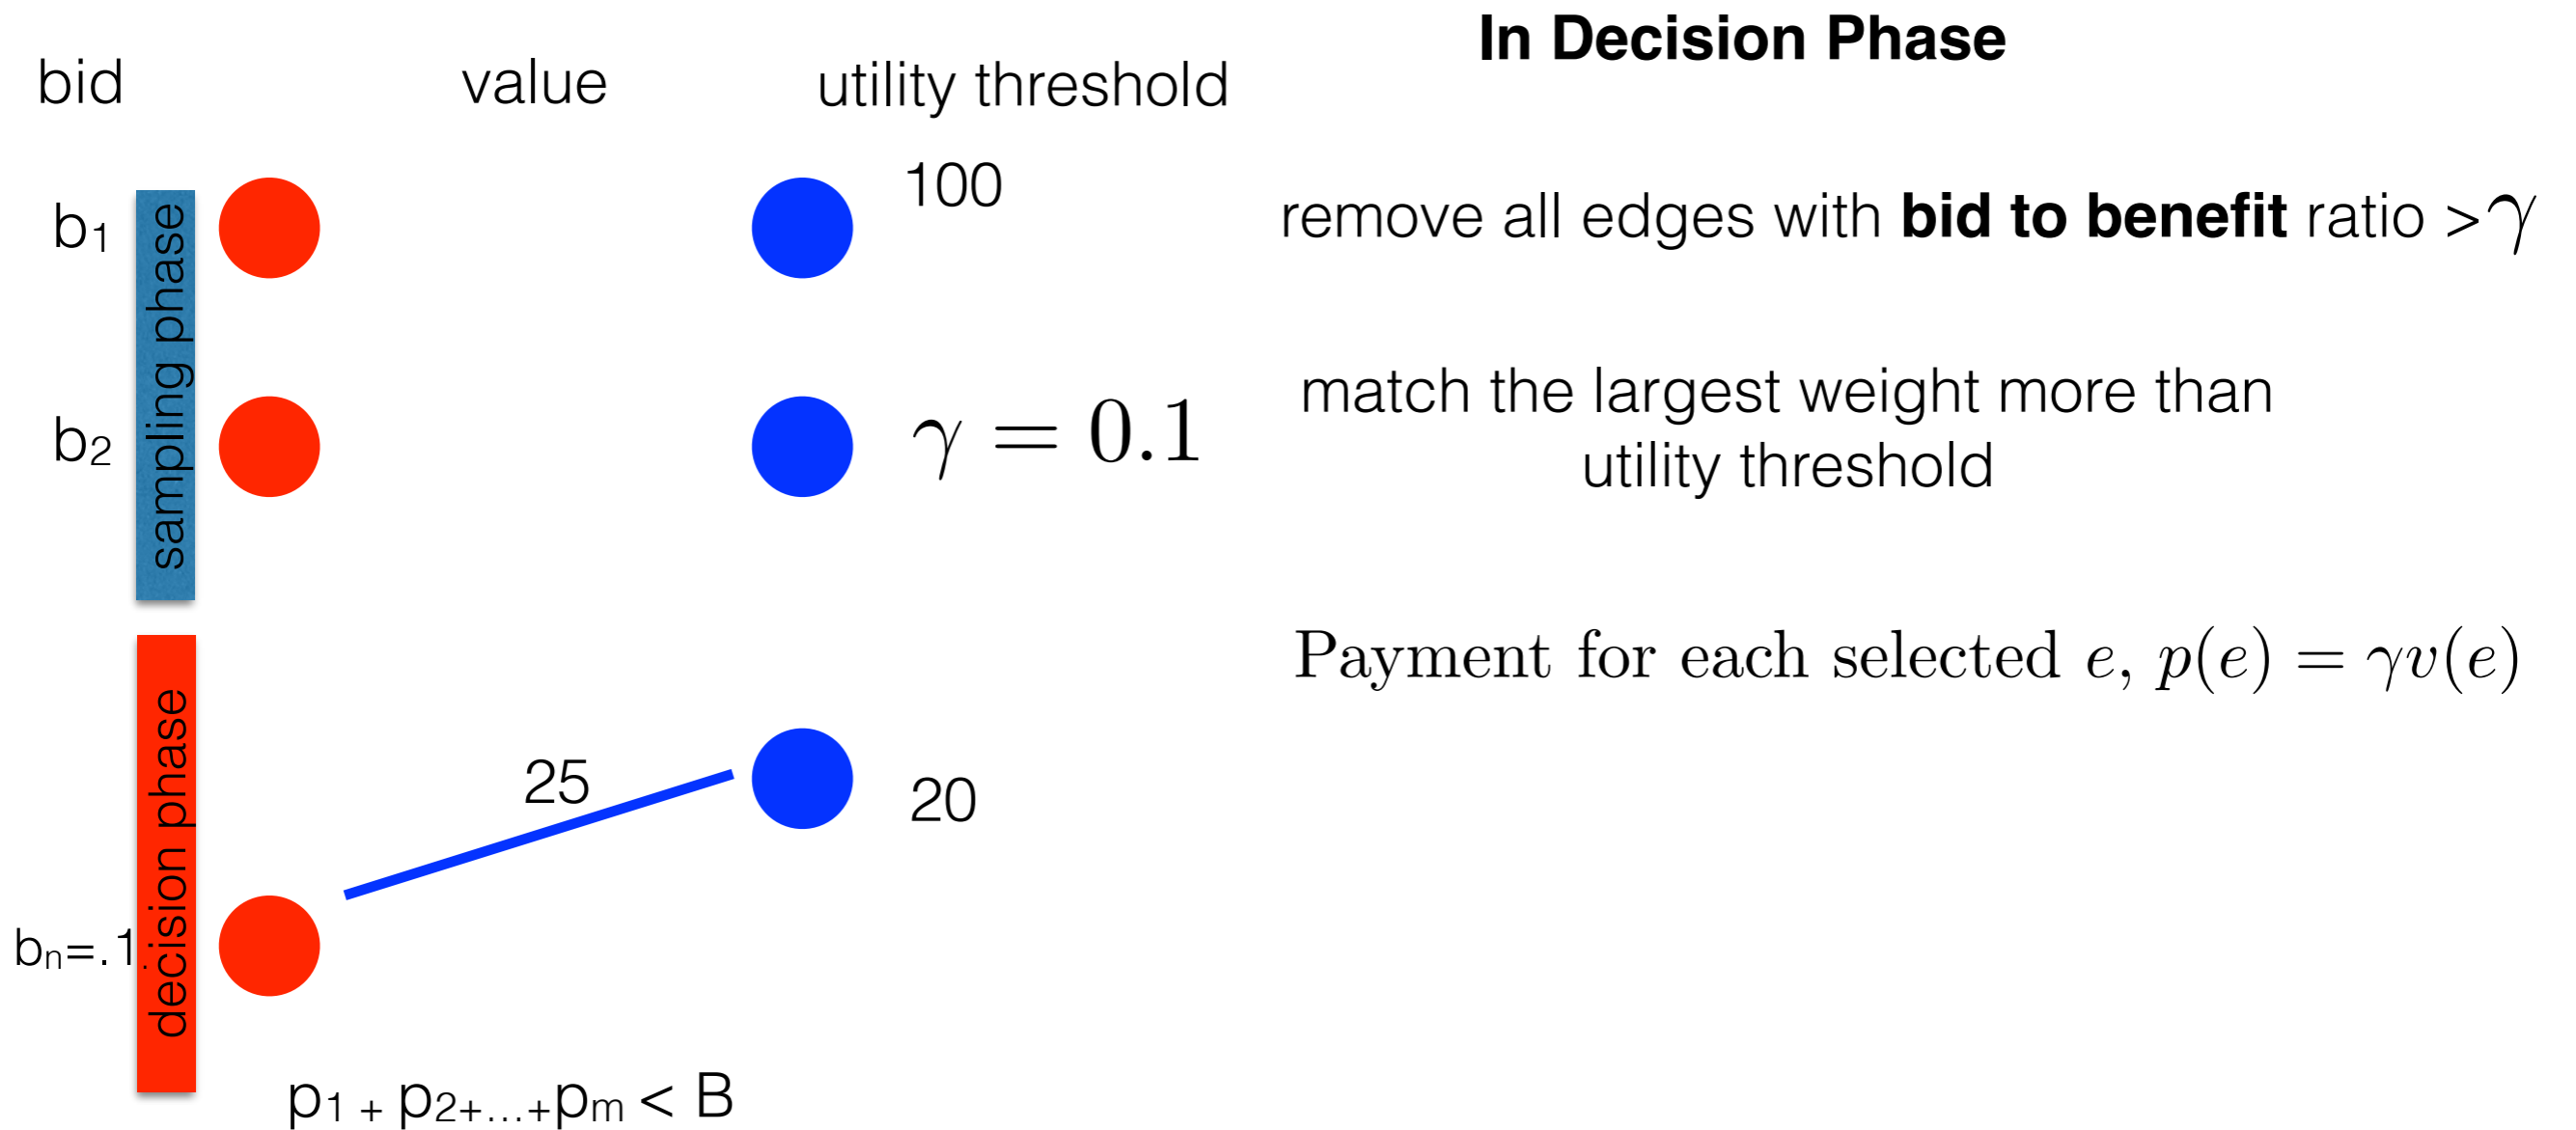 In Decision Phase
bid value utility threshold
100
b1
remove all edges with bid to benefit ratio >γ
sampling phase
match the largest weight more than
utility threshold
b2
γ = 0.1
Payment for each selected e, p(e) = γv(e)
25
20
decision phase
bn=.1.
p1 + p2+...+pm < B